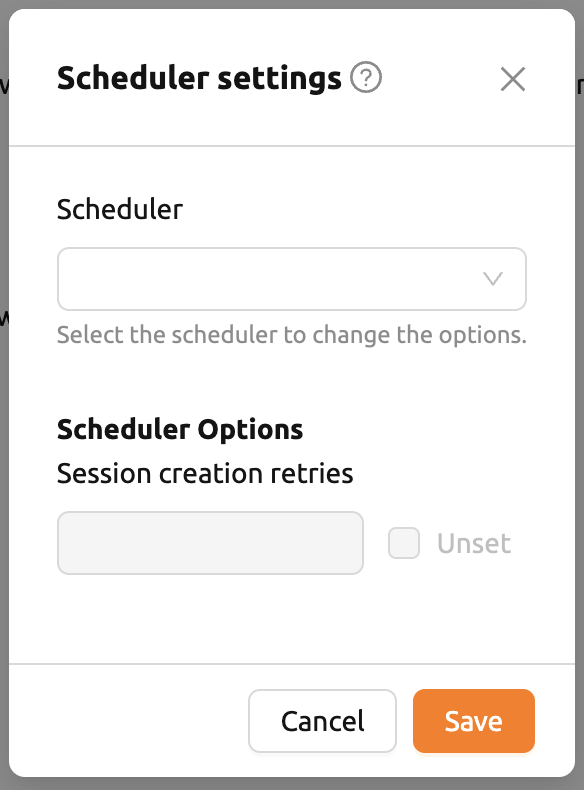 Scheduler settings
Scheduler
Select the scheduler to change the options.
Scheduler Options
Session creation retries
Unset
Cancel
Save